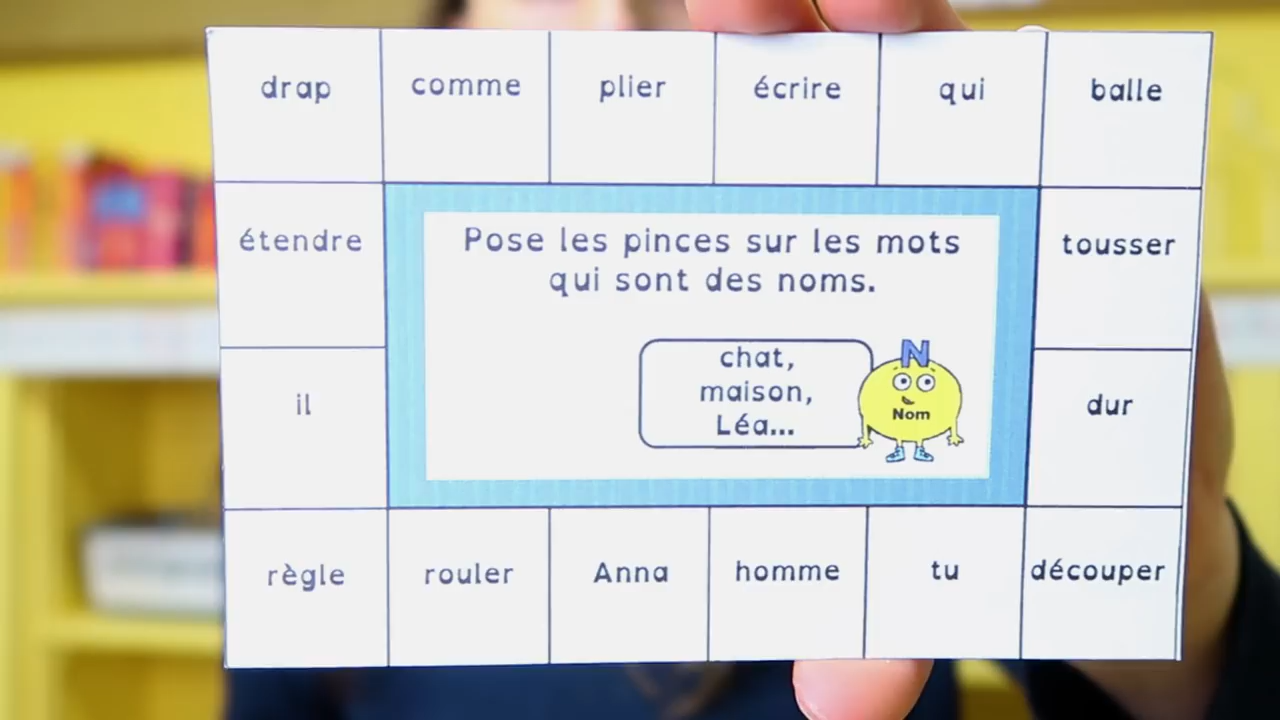 drap comme plier écrire qui balle
étendre
Pose les pinces sur les mots
qui sont des noms.
tousser
chat,
maison,
Léa...
N
Nom
il
dur
règle rouler Anna homme tu découper